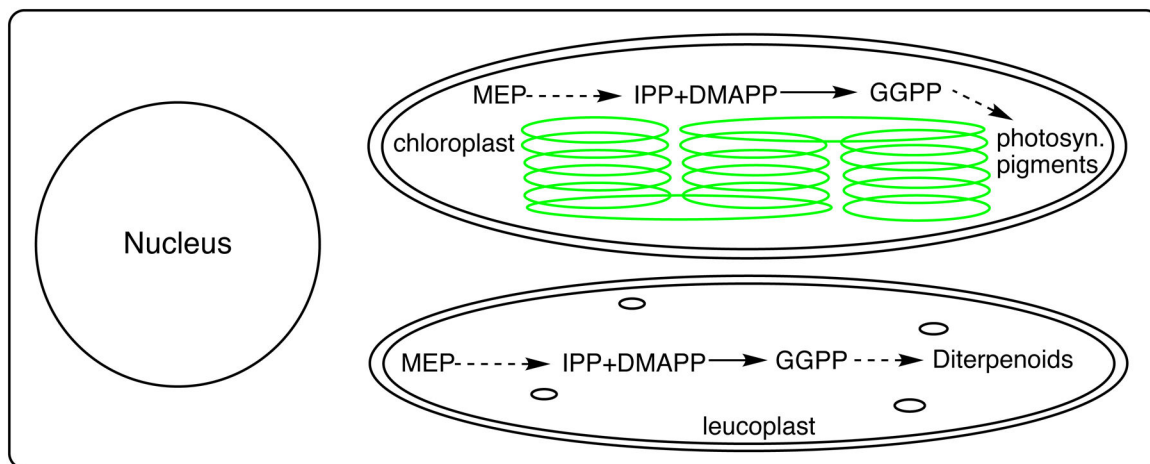 Nucleus
MEP IPP+DMAPP GGPP
chloroplast
photosyn.
pigments
MEP IPP+DMAPP GGPP Diterpenoids
leucoplast